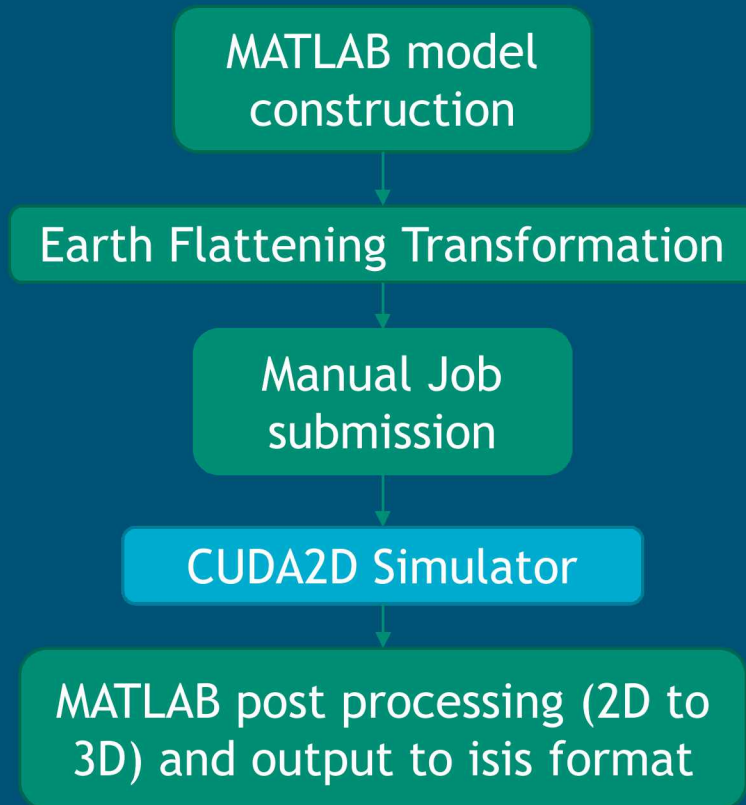 MATLAB model
construction
Earth Flattening Transformation
Manual Job
submission
CUDA2D Simulator
MATLAB post processing (2D to
3D) and output to isis format